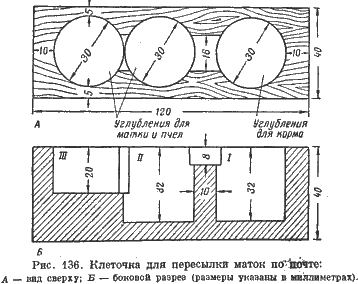 5
10
30
30
16
30
10
40
5
120
А
Углубления для
матки и пчел
Углубления
для корма
III
II
8
I
20
32
10
32
40
Б
Рис. 136. Клеточка для пересылки маток по почте:
А — вид сверху; Б — боковой разрез (размеры указаны в миллиметрах).